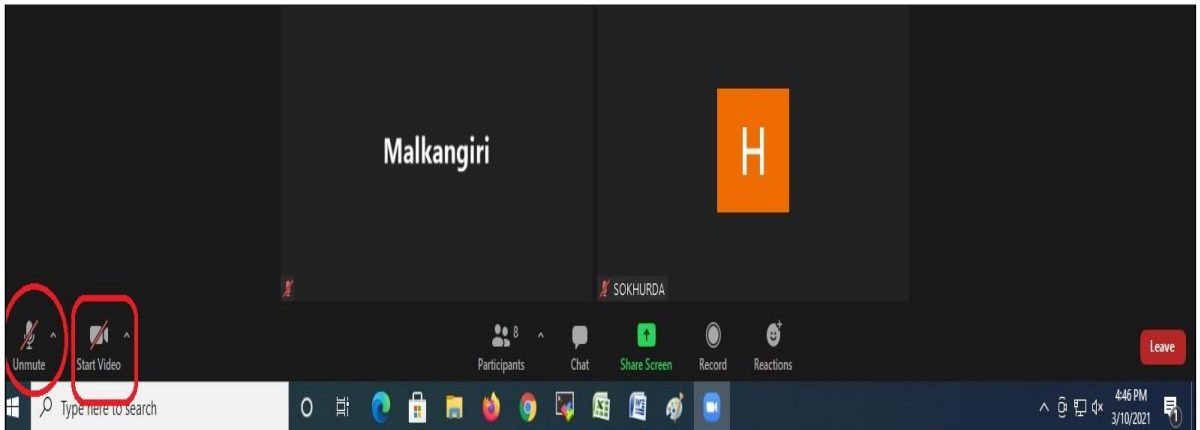 Malkangiri
H
SOKHURDA
Unmute
Start Video
8
Participants
Chat
Share Screen
Record
Reactions
Leave
Type here to search
4:46 PM
3/10/2021
1